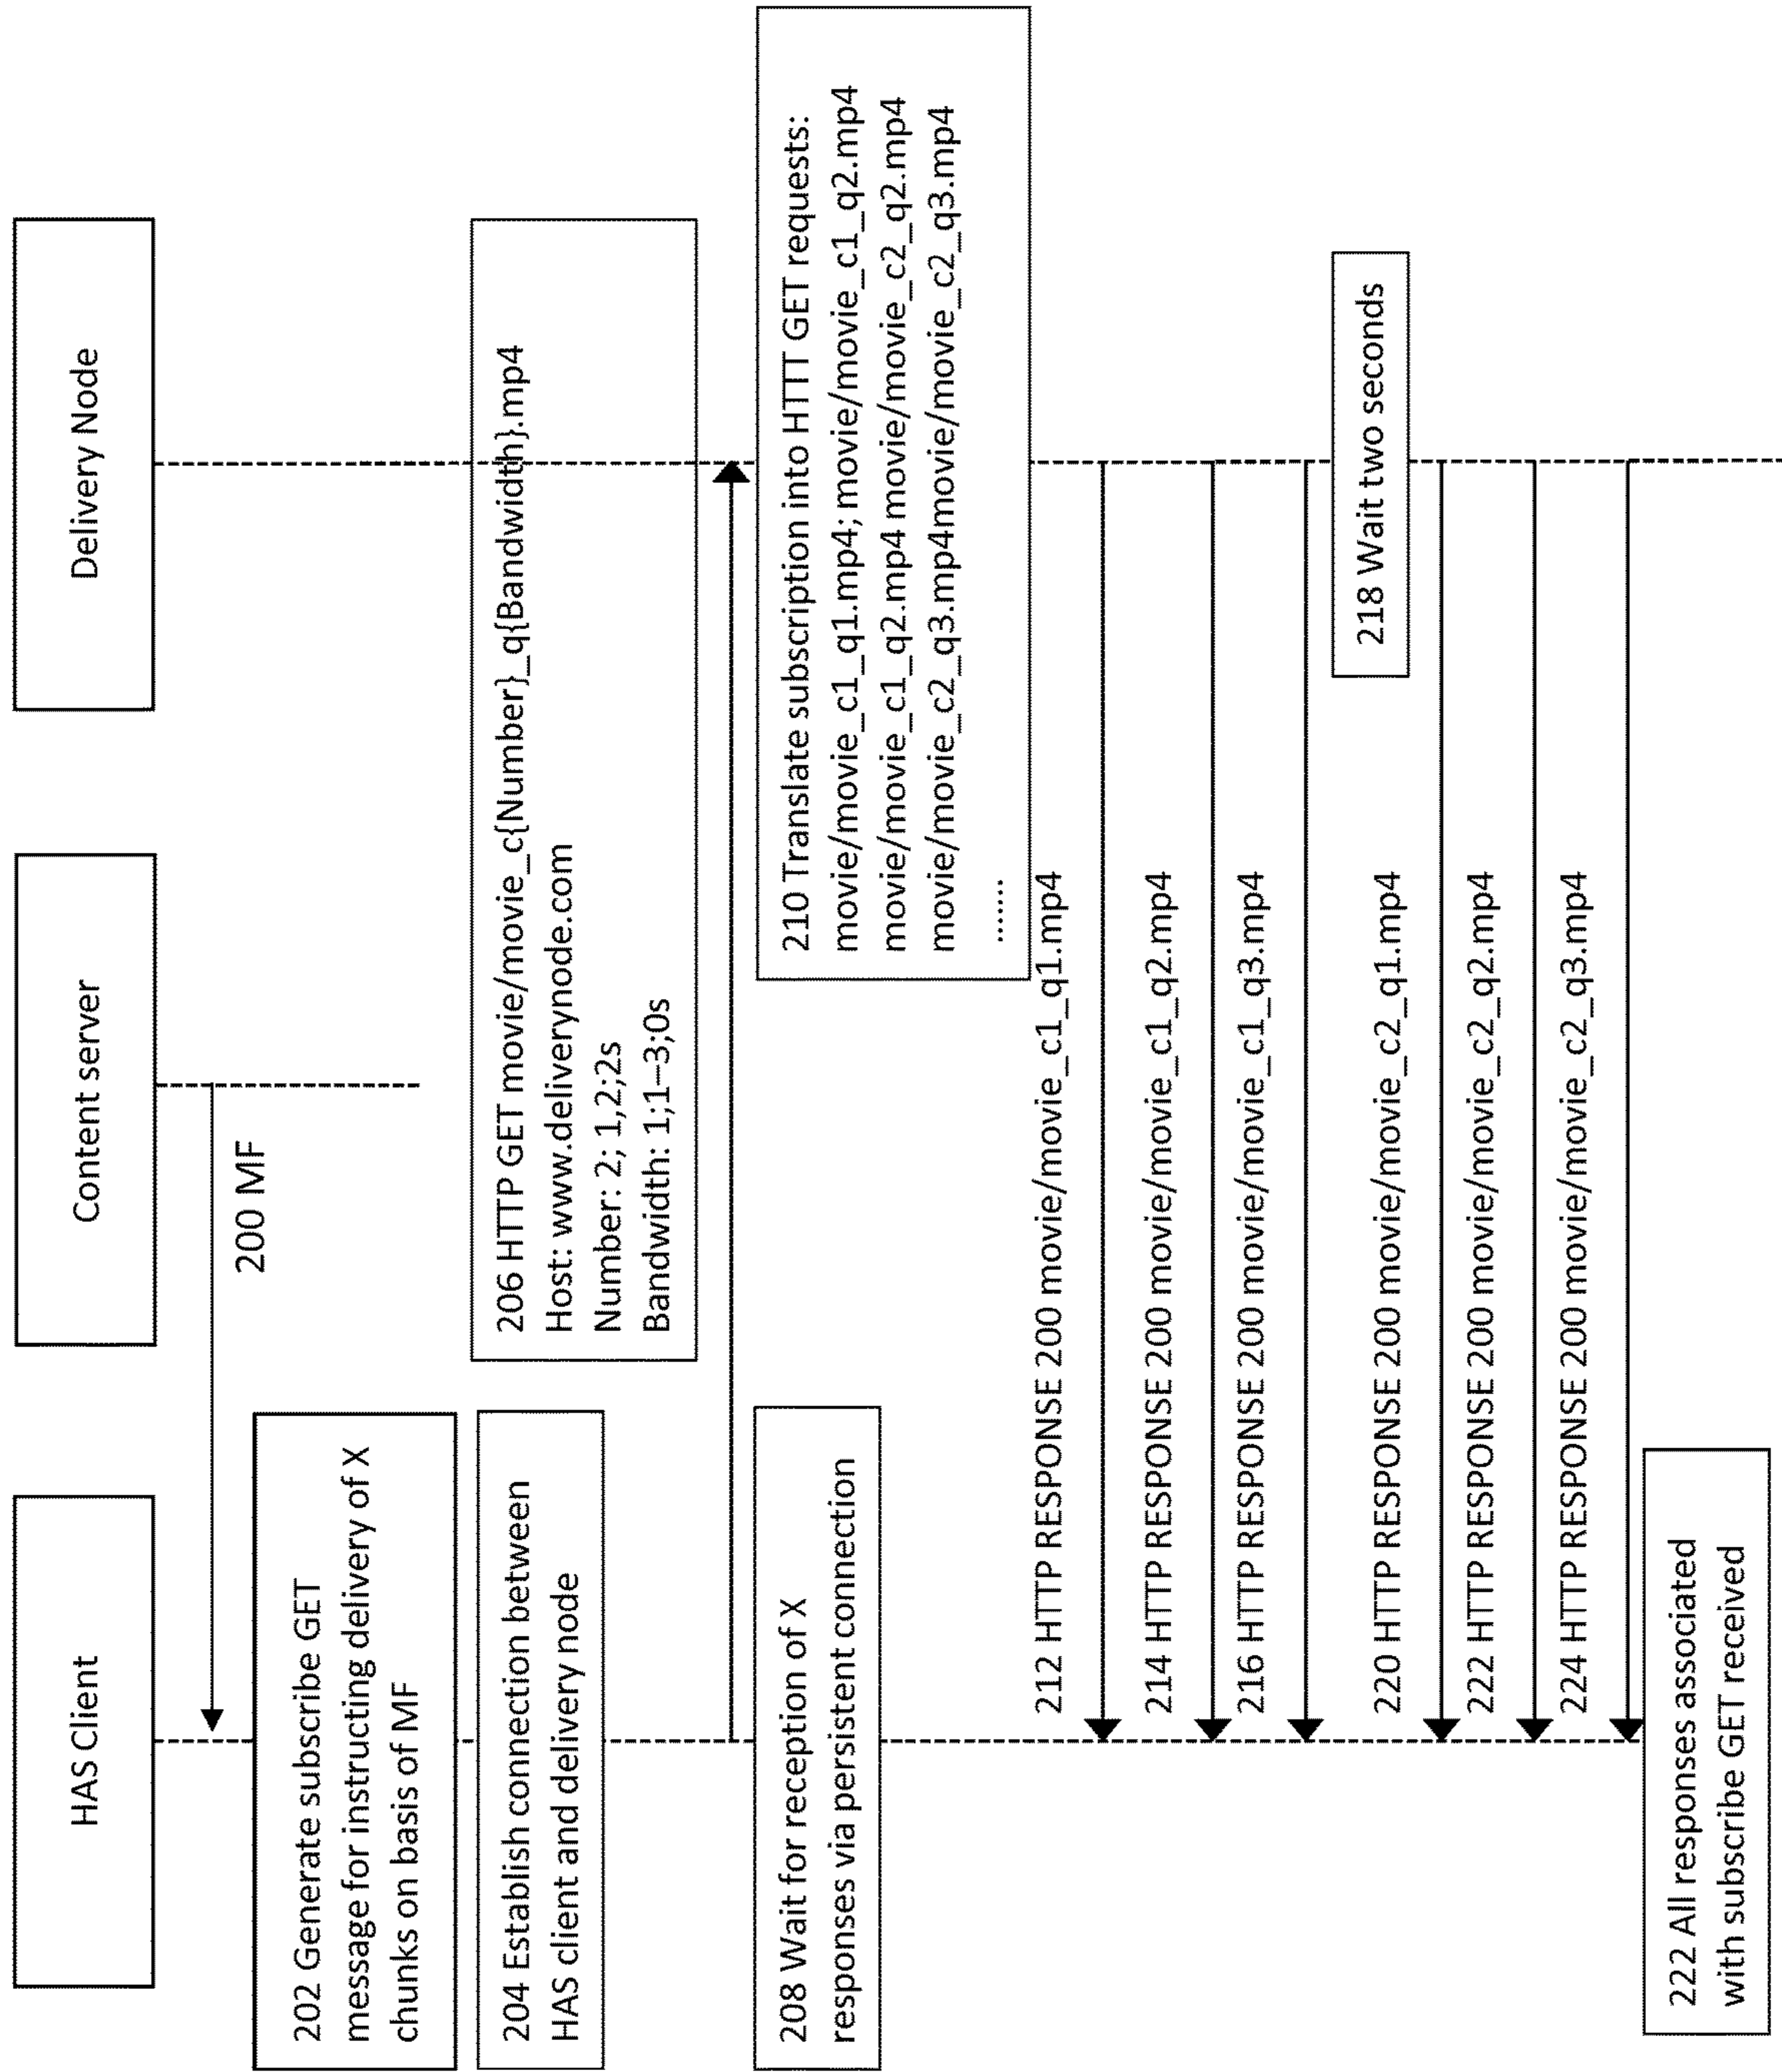 HAS Client
Content server
Delivery Node
200 MF
202 Generate subscribe GET
message for instructing delivery of X
chunks on basis of MF
204 Establish connection between
HAS client and delivery node
206 HTTP GET movie/movie_c{Number}_q{Bandwidth}.mp4
Host: www.deliverynode.com
Number: 2; 1,2;2s
Bandwidth: 1;1–3;0s
208 Wait for reception of X
responses via persistent connection
210 Translate subscription into HTTT GET requests:
movie/movie_c1_q1.mp4; movie/movie_c1_q2.mp4
movie/movie_c1_q2.mp4 movie/movie_c2_q2.mp4
movie/movie_c2_q3.mp4movie/movie_c2_q3.mp4
.......
212 HTTP RESPONSE 200 movie/movie_c1_q1.mp4
214 HTTP RESPONSE 200 movie/movie_c1_q2.mp4
216 HTTP RESPONSE 200 movie/movie_c1_q3.mp4
218 Wait two seconds
220 HTTP RESPONSE 200 movie/movie_c2_q1.mp4
222 HTTP RESPONSE 200 movie/movie_c2_q2.mp4
224 HTTP RESPONSE 200 movie/movie_c2_q3.mp4
222 All responses associated
with subscribe GET received